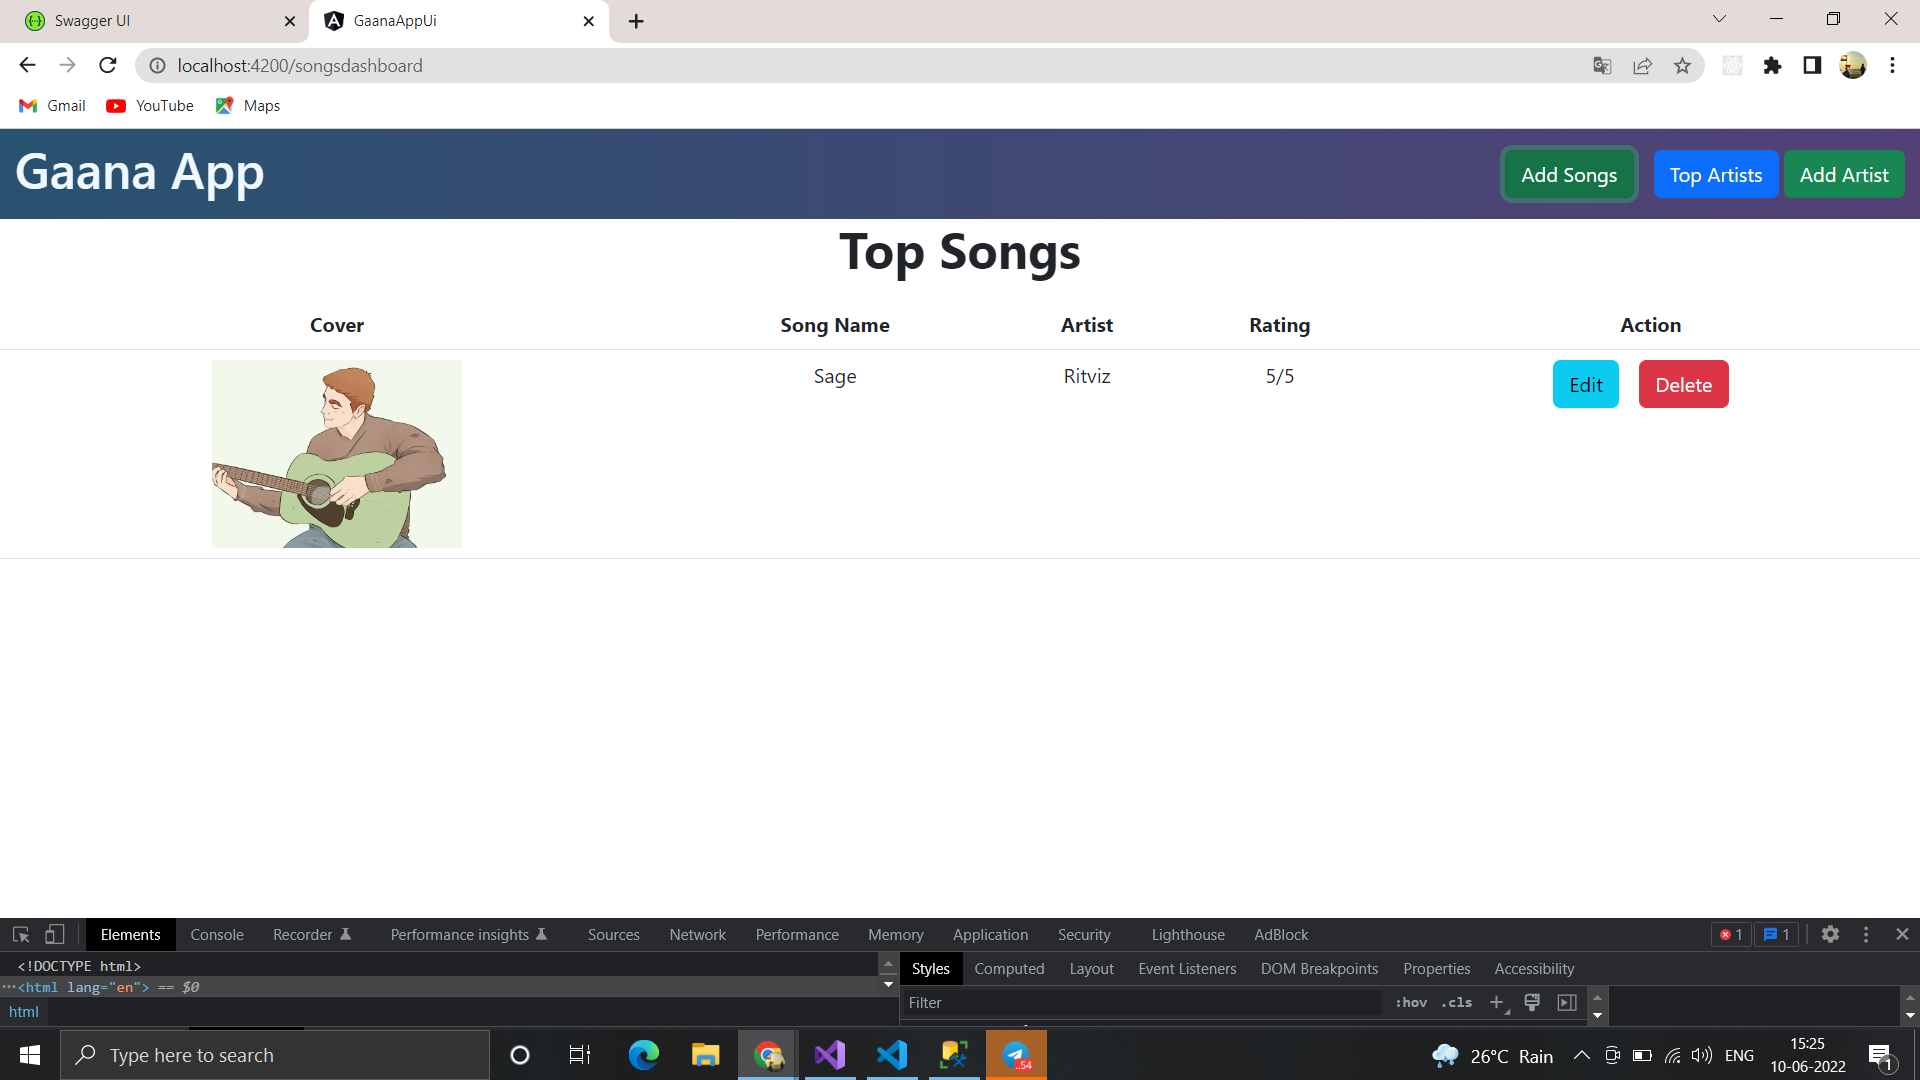 Swagger UI
GaanaAppUi
localhost:4200/songsdashboard
Gmail
YouTube
Maps
Gaana App
Add Songs
Top Artists
Add Artist
Top Songs
Cover Song Name Artist Rating Action
Sage Ritviz 5/5 Edit Delete
Elements Console Recorder Performance insights Sources Network Performance Memory Application Security Lighthouse AdBlock 1 1
<!DOCTYPE html>
···<html lang="en"> == $0
html
Styles Computed Layout Event Listeners DOM Breakpoints Properties Accessibility
Filter :hov .cls
Type here to search
..54
26°C Rain
ENG
15:25
10-06-2022
1